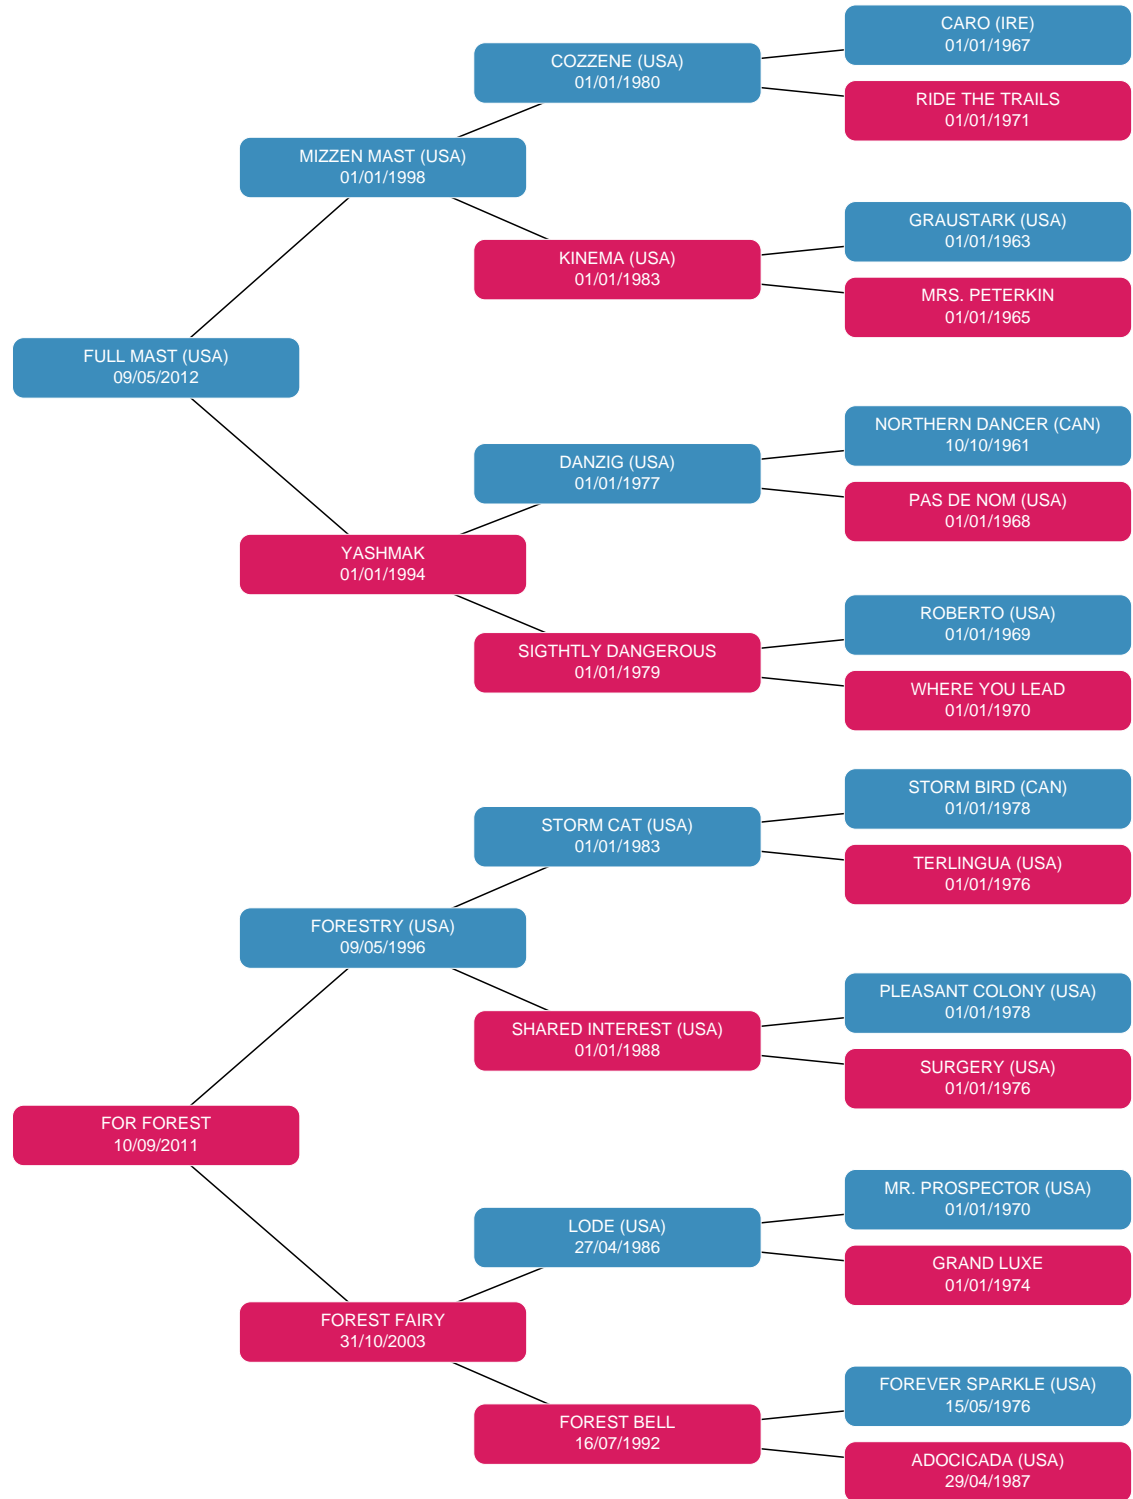 CARO (IRE)
01/01/1967
COZZENE (USA)
01/01/1980
RIDE THE TRAILS
01/01/1971
MIZZEN MAST (USA)
01/01/1998
GRAUSTARK (USA)
01/01/1963
KINEMA (USA)
01/01/1983
MRS. PETERKIN
01/01/1965
FULL MAST (USA)
09/05/2012
NORTHERN DANCER (CAN)
10/10/1961
DANZIG (USA)
01/01/1977
PAS DE NOM (USA)
01/01/1968
YASHMAK
01/01/1994
ROBERTO (USA)
01/01/1969
SIGTHTLY DANGEROUS
01/01/1979
WHERE YOU LEAD
01/01/1970
STORM BIRD (CAN)
01/01/1978
STORM CAT (USA)
01/01/1983
TERLINGUA (USA)
01/01/1976
FORESTRY (USA)
09/05/1996
PLEASANT COLONY (USA)
01/01/1978
SHARED INTEREST (USA)
01/01/1988
SURGERY (USA)
01/01/1976
FOR FOREST
10/09/2011
MR. PROSPECTOR (USA)
01/01/1970
LODE (USA)
27/04/1986
GRAND LUXE
01/01/1974
FOREST FAIRY
31/10/2003
FOREVER SPARKLE (USA)
15/05/1976
FOREST BELL
16/07/1992
ADOCICADA (USA)
29/04/1987